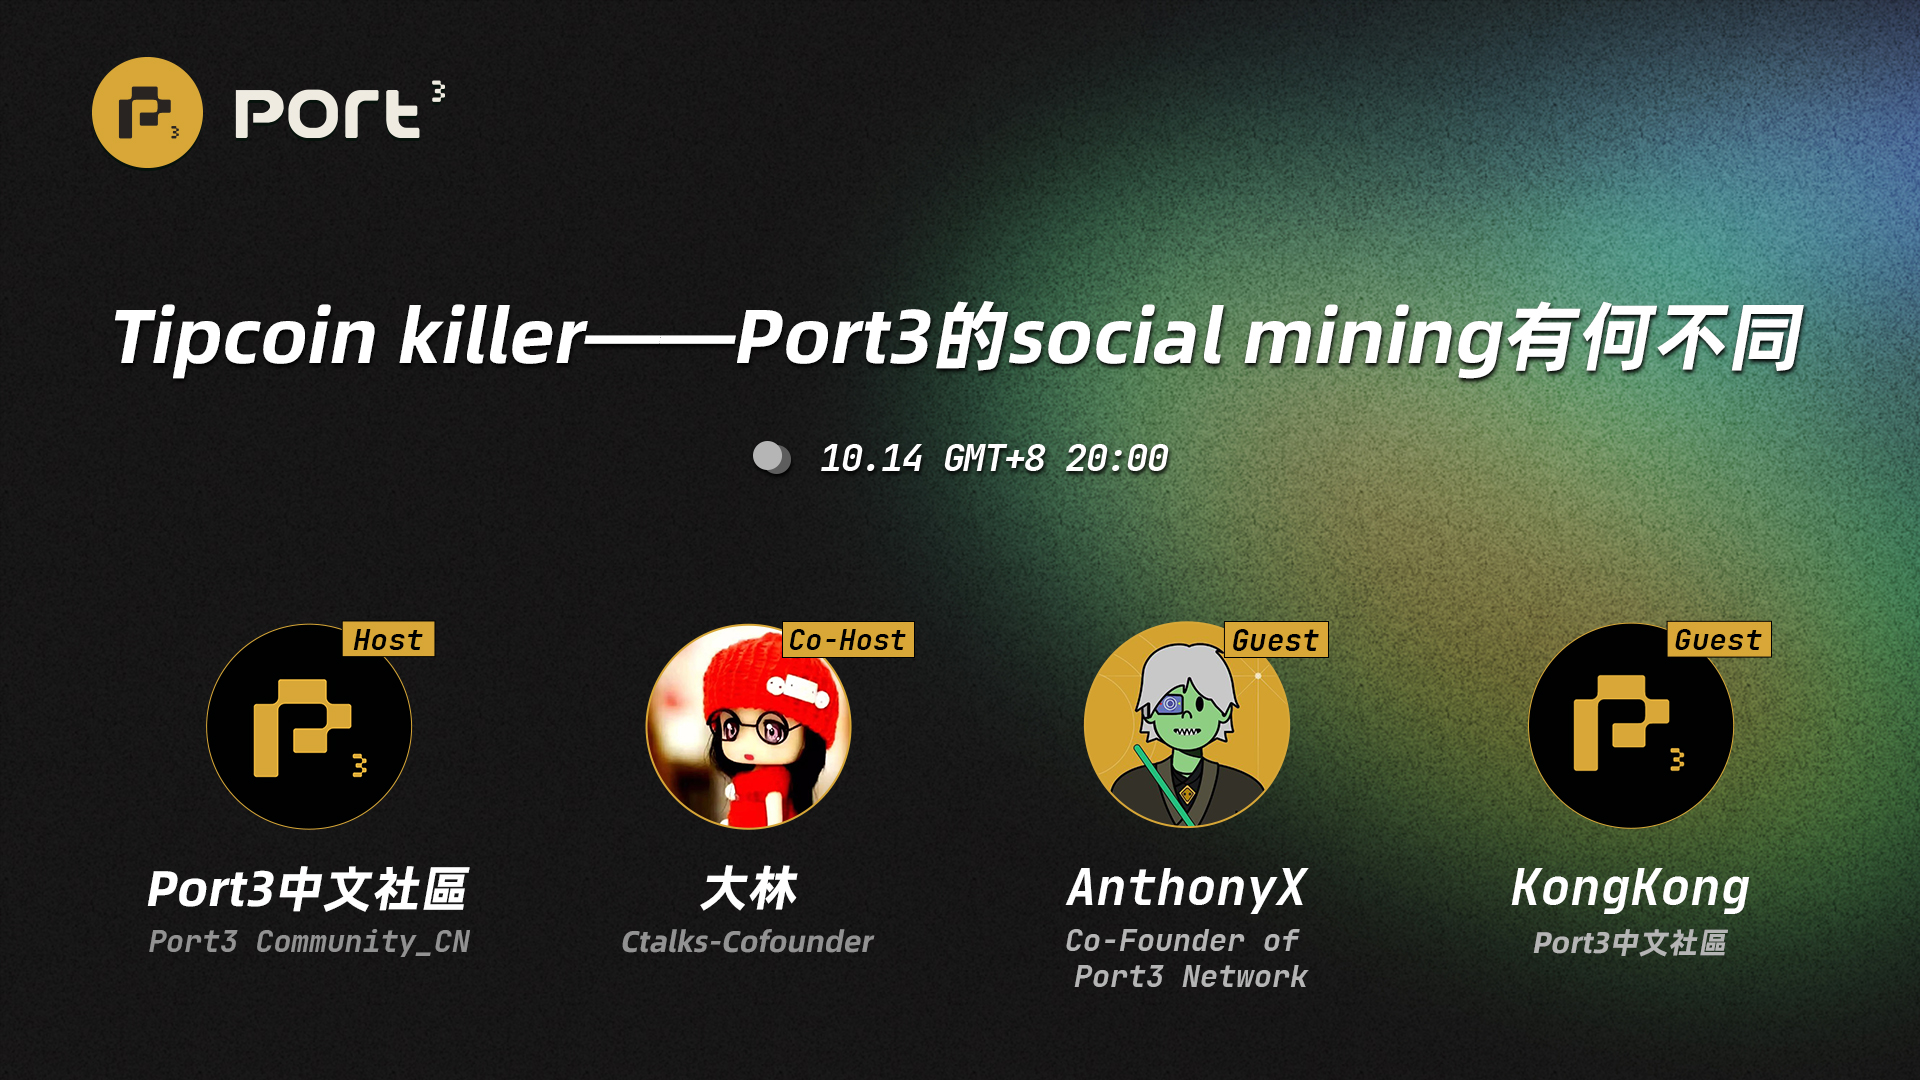 PORT3
Tipcoin killer——Port3的social mining有何不同
10.14 GMT+8 20:00
Host
Co-Host
Guest
Guest
Port3中文社區
大林
AnthonyX
KongKong
Port3 Community_CN
Ctalks-Cofounder
Co-Founder of
Port3 Network
Port3中文社區